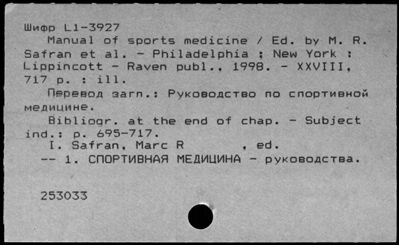 Шифр L1-3927
Manual of sports medicine / Ed. by M. R.
Safran et al. - Philadelphia ; New York :
Lippincott - Raven publ., 1998. - XXVIII,
717 p. : ill.
Перевод загл.: Руководство по спортивной
медицине.
Bibliogr. at the end of chap. - Subject
ind.: p. 695-717.
I. Safran, Marc R , ed.
-- 1. СПОРТИВНАЯ МЕДИЦИНА - руководства.
253033